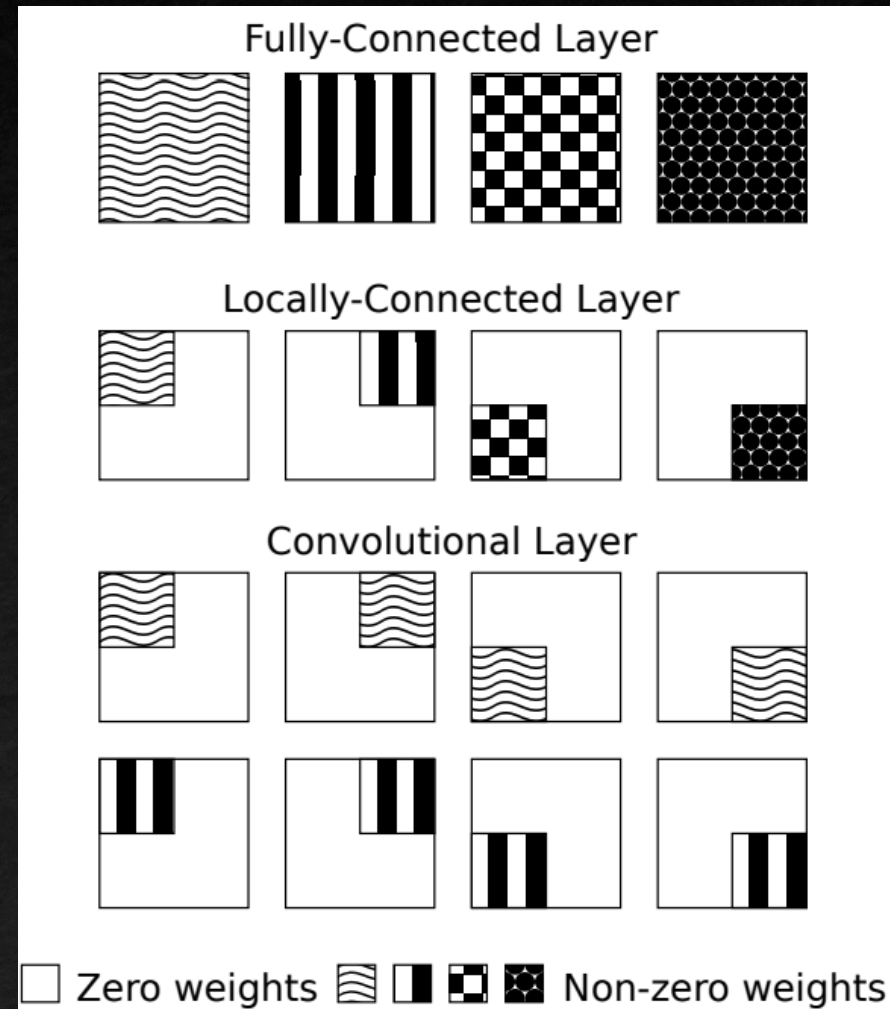 Fully-Connected Layer
Locally-Connected Layer
Convolutional Layer
Zero weights Non-zero weights